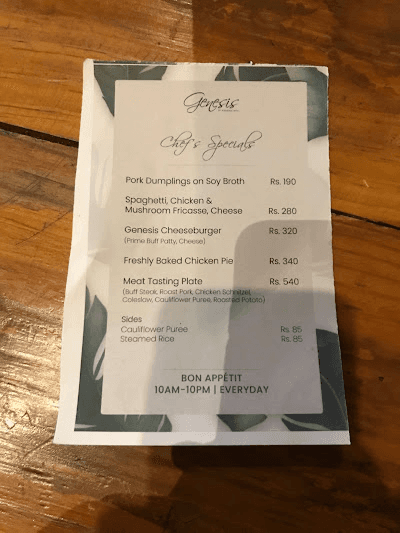 Genesis
Chef's Specials
Pork Dumplings on Soy Broth Rs. 190
Spaghetti, Chicken &
Mushroom Fricasse, Cheese Rs. 280
Genesis Cheeseburger Rs. 320
(Prime Buff Patty, Cheese)
Freshly Baked Chicken Pie Rs. 340
Meat Tasting Plate Rs. 540
(Buff Steak, Roast Pork, Chicken Schnitzel,
Coleslaw, Cauliflower Puree, Roasted Potato)
Sides
Cauliflower Puree Rs. 85
Steamed Rice Rs. 85
BON APPÉTIT
10AM-10PM | EVERYDAY